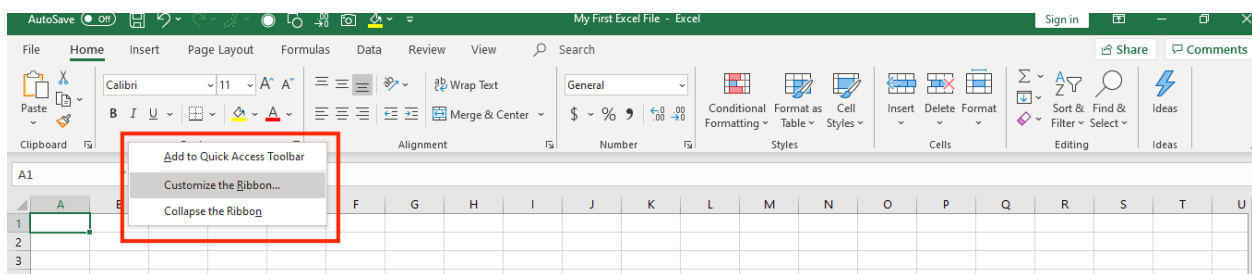 AutoSave Off My First Excel File - Excel Sign in
File Home Insert Page Layout Formulas Data Review View Search Share Comments
Calibri 11 A^ A˅ Wrap Text General
Paste B I U A Merge & Center $ % 9 .00 .00 Conditional Formatting Format as Table Cell Styles Insert Delete Format Sort & Filter Find & Select Ideas
Clipboard Alignment Number Styles Cells Editing Ideas
Add to Quick Access Toolbar
A1
Customize the Ribbon...
Collapse the Ribbon
A F G H I J K L M N O P Q R S T U
1
2
3